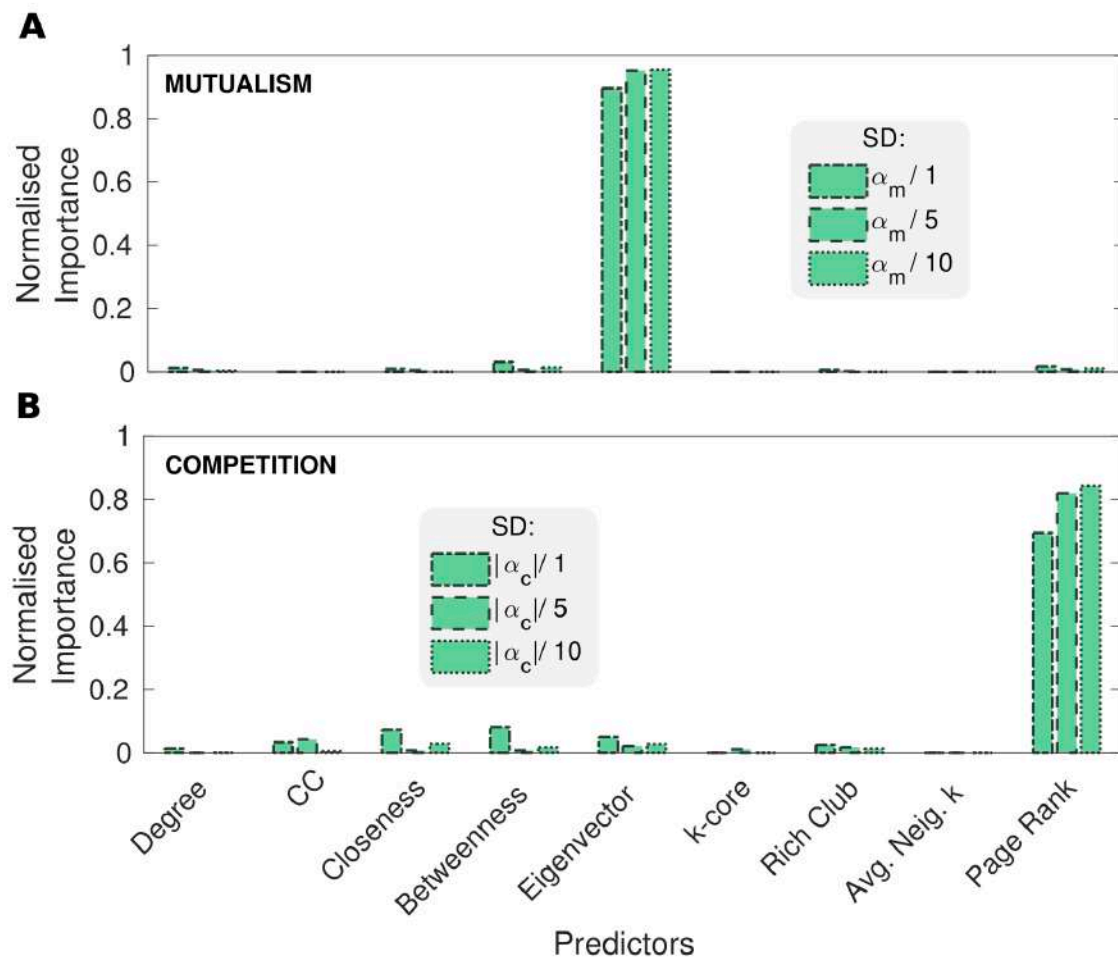 A
MUTUALISM
Normalised
Importance
1
0.8
0.6
0.4
0.2
0
SD:
α_m / 1
α_m / 5
α_m / 10
B
COMPETITION
Normalised
Importance
1
0.8
0.6
0.4
0.2
0
SD:
|α_c| / 1
|α_c| / 5
|α_c| / 10
Degree
CC
Closeness
Betweenness
Eigenvector
k-core
Rich Club
Avg. Neig. k
Page Rank
Predictors